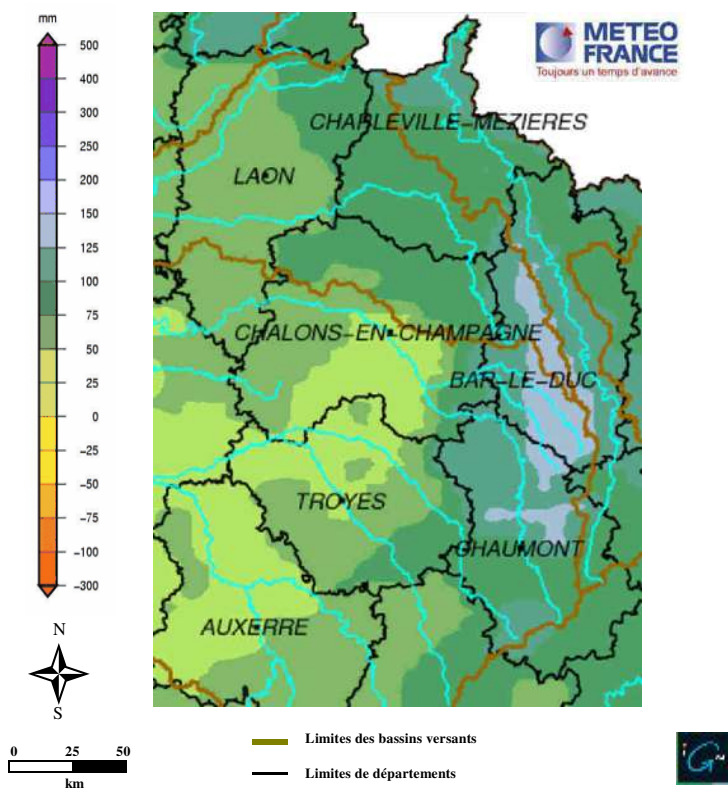 mm
500
400
300
200
150
125
100
75
50
25
0
−25
−50
−75
−100
−300
METEO
FRANCE
Toujours un temps d'avance
CHARLEVILLE−MEZIERES
LAON
CHALONS−EN−CHAMPAGNE
BAR−LE−DUC
TROYES
CHAUMONT
AUXERRE
N
S
0 25 50
km
Limites des bassins versants
Limites de départements